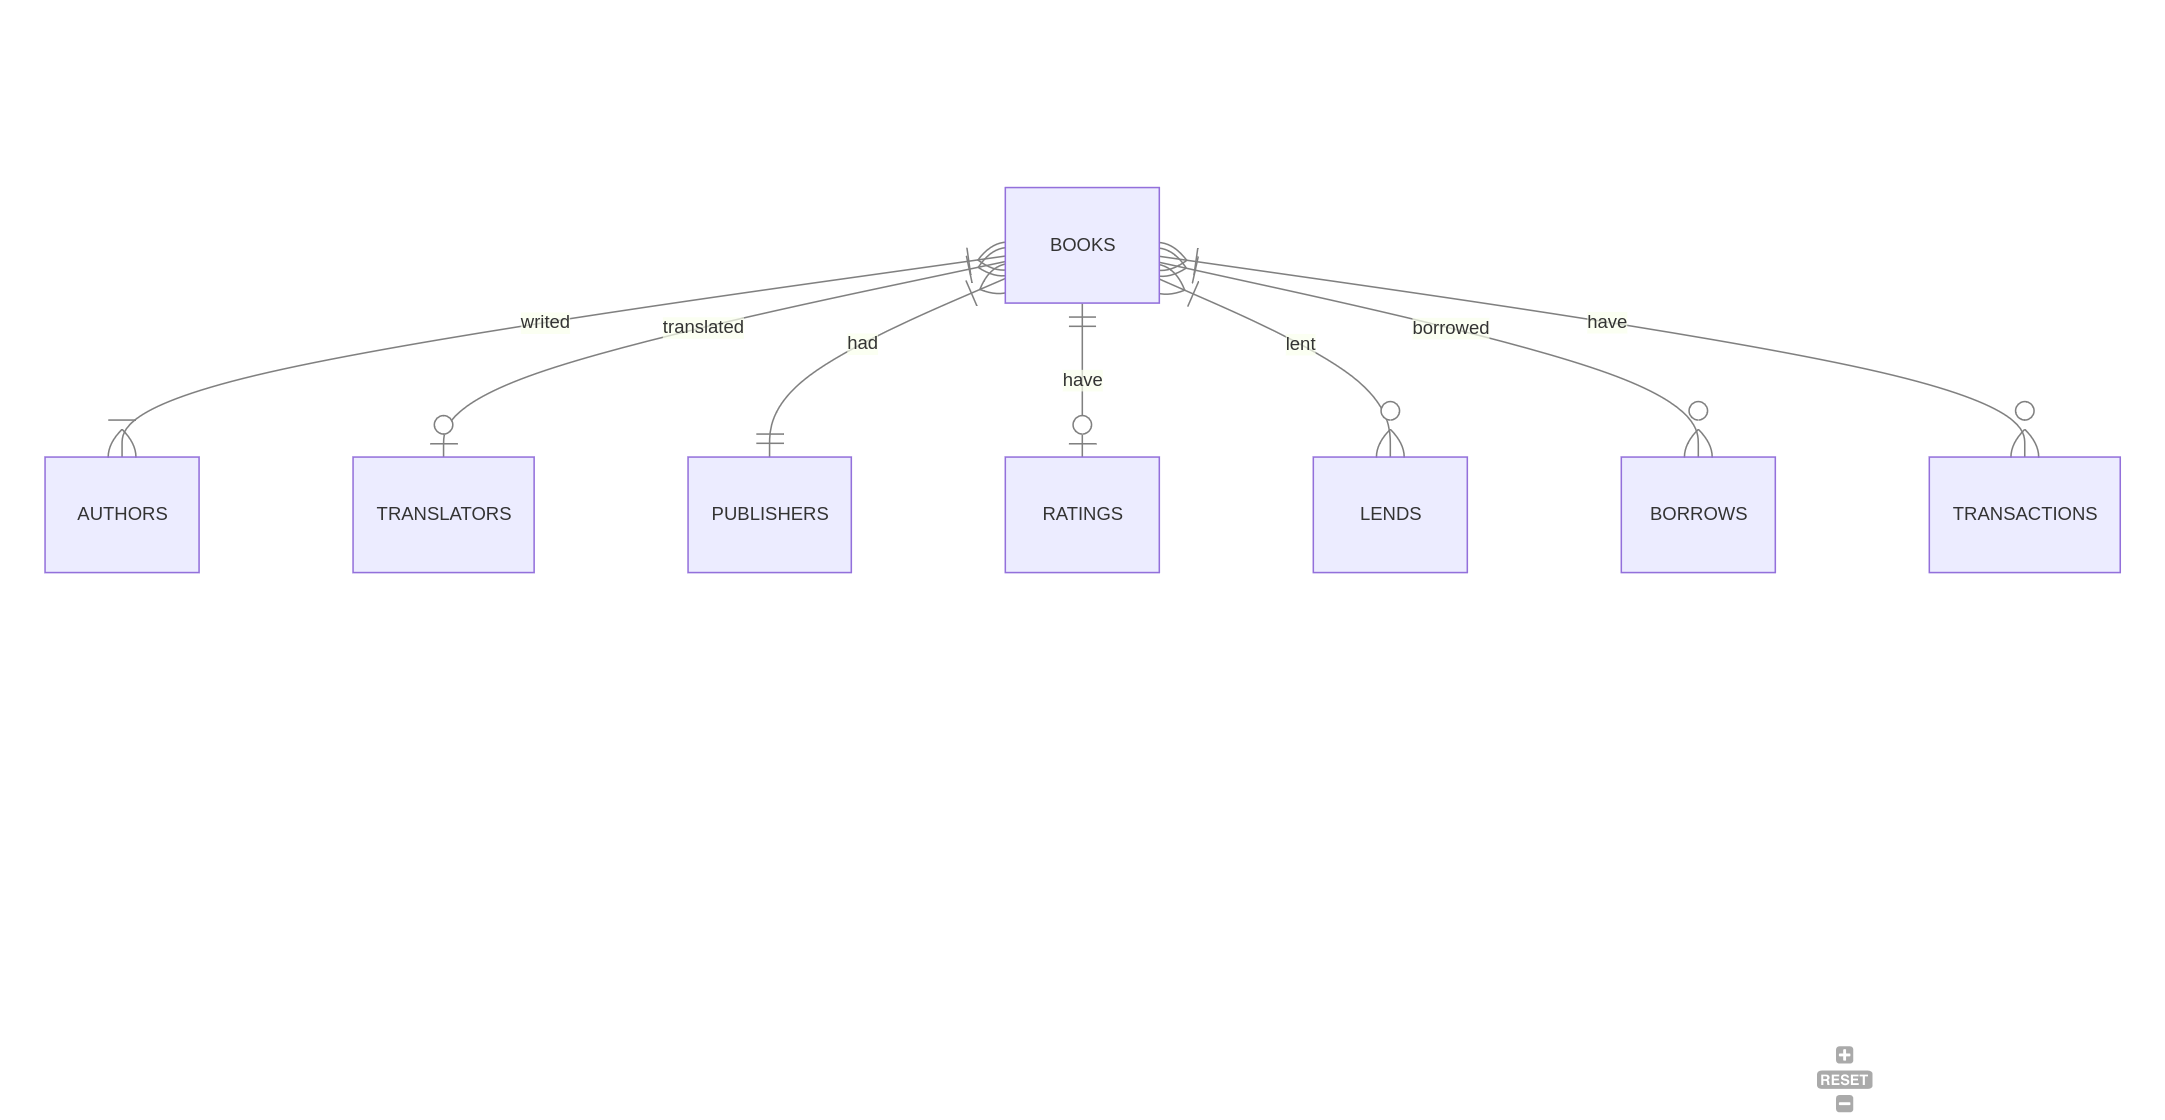 BOOKS
writed
translated
had
have
lent
borrowed
have
AUTHORS
TRANSLATORS
PUBLISHERS
RATINGS
LENDS
BORROWS
TRANSACTIONS
RESET